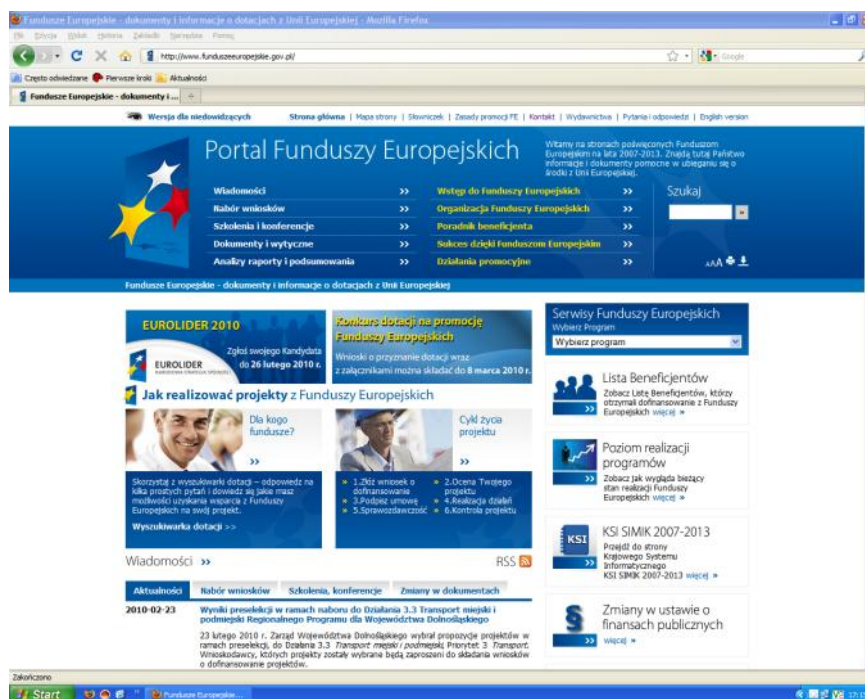 Fundusze Europejskie - dokumenty i informacje o dotacjach z Unii Europejskiej - Mozilla Firefox
Plik Edycja Widok Historia Zakładki Narzędzia Pomoc
http://www.funduszeeuropejskie.gov.pl/
Google
Często odwiedzane Pierwsze kroki Aktualności
Fundusze Europejskie - dokumenty i ...
Wersja dla niedowidzących Strona główna | Mapa strony | Słowniczek | Zasady promocji FE | Kontakt | Wydawnictwa | Pytania i odpowiedzi | English version
Portal Funduszy Europejskich
Witamy na stronach poświęconych Funduszom
Europejskim na lata 2007-2013. Znajdą tutaj Państwo
informacje i dokumenty pomocne w ubieganiu się o
środki z Unii Europejskiej.
Wiadomości >> Wstęp do Funduszy Europejskich >> Szukaj
Nabór wniosków >> Organizacja Funduszy Europejskich >>
Szkolenia i konferencje >> Poradnik beneficjenta >>
Dokumenty i wytyczne >> Sukces dzięki Funduszom Europejskim >>
Analizy raporty i podsumowania >> Działania promocyjne >> AAA
Fundusze Europejskie - dokumenty i informacje o dotacjach z Unii Europejskiej
EUROLIDER 2010
Zgłoś swojego Kandydata
do 26 lutego 2010 r.
EUROLIDER
Konkurs dotacji na promocję
Funduszy Europejskich
Wnioski o przyznanie dotacji wraz
z załącznikami można składać do 8 marca 2010 r.
Jak realizować projekty z Funduszy Europejskich
Dla kogo
fundusze?
>>
Skorzystaj z wyszukiwarki dotacji – odpowiedz na
kilka prostych pytań i dowiedz się jakie masz
możliwości uzyskania wsparcia z Funduszy
Europejskich na swój projekt.
Wyszukiwarka dotacji >>
Cykl życia
projektu
>>
» 1.Złóż wniosek o dofinansowanie
» 2.Ocena Twojego projektu
» 3.Podpisz umowę
» 4.Realizacja działań
» 5.Sprawozdawczość
» 6.Kontrola projektu
Wiadomości >> RSS
Aktualności Nabór wniosków Szkolenia, konferencje Zmiany w dokumentach
2010-02-23 Wyniki preselekcji w ramach naboru do Działania 3.3 Transport miejski i
podmiejski Regionalnego Programu dla Województwa Dolnośląskiego
23 lutego 2010 r. Zarząd Województwa Dolnośląskiego wybrał propozycje projektów w
ramach preselekcji, do Działania 3.3 Transport miejski i podmiejski, Priorytet 3 Transport.
Wnioskodawcy, których projekty zostały wybrane będą zaproszeni do składania wniosków
o dofinansowanie projektów.
Serwisy Funduszy Europejskich
Wybierz Program
Wybierz program
Lista Beneficjentów
Zobacz Listę Beneficjentów, którzy
otrzymali dofinansowanie z Funduszy
Europejskich więcej »
Poziom realizacji
programów
Zobacz jak wygląda bieżący
stan realizacji Funduszy
Europejskich więcej »
KSI
KSI SIMIK 2007-2013
Przejdź do strony
Krajowego Systemu
Informatycznego
KSI SIMIK 2007-2013 więcej »
§
Zmiany w ustawie o
finansach publicznych
więcej »
Zakończono
Start Fundusze Europejskie...